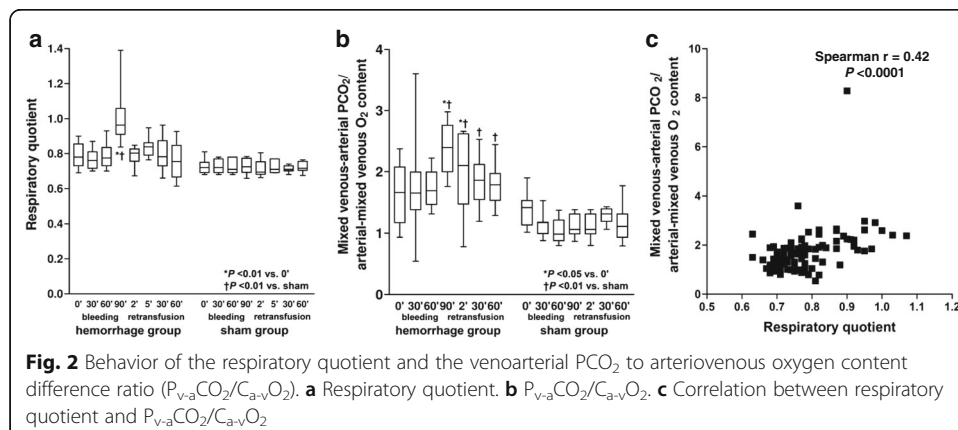 a
Respiratory quotient
1.4
1.2
1.0
0.8
0.6
0.4
*†
0' 30' 60' 90' 2' 5' 30' 60' 0' 30' 60' 90' 2' 5' 30' 60'
bleeding retransfusion bleeding retransfusion
hemorrhage group sham group
*P <0.01 vs. 0'
†P <0.01 vs. sham
b
Mixed venous-arterial PCO2/
arterial-mixed venous O2 content
4
3
2
1
0
*† *† † †
0' 30' 60' 90' 2' 30' 60' 0' 30' 60' 90' 2' 30' 60'
bleeding retransfusion bleeding retransfusion
hemorrhage group sham group
*P <0.05 vs. 0'
†P <0.01 vs. sham
c
Mixed venous-arterial PCO2/
arterial-mixed venous O2 content
10
8
6
4
2
0
0.5 0.6 0.7 0.8 0.9 1.0 1.1 1.2
Respiratory quotient
Spearman r = 0.42
P <0.0001
Fig. 2 Behavior of the respiratory quotient and the venoarterial PCO2 to arteriovenous oxygen content
difference ratio (Pv-aCO2/Ca-vO2). a Respiratory quotient. b Pv-aCO2/Ca-vO2. c Correlation between respiratory
quotient and Pv-aCO2/Ca-vO2